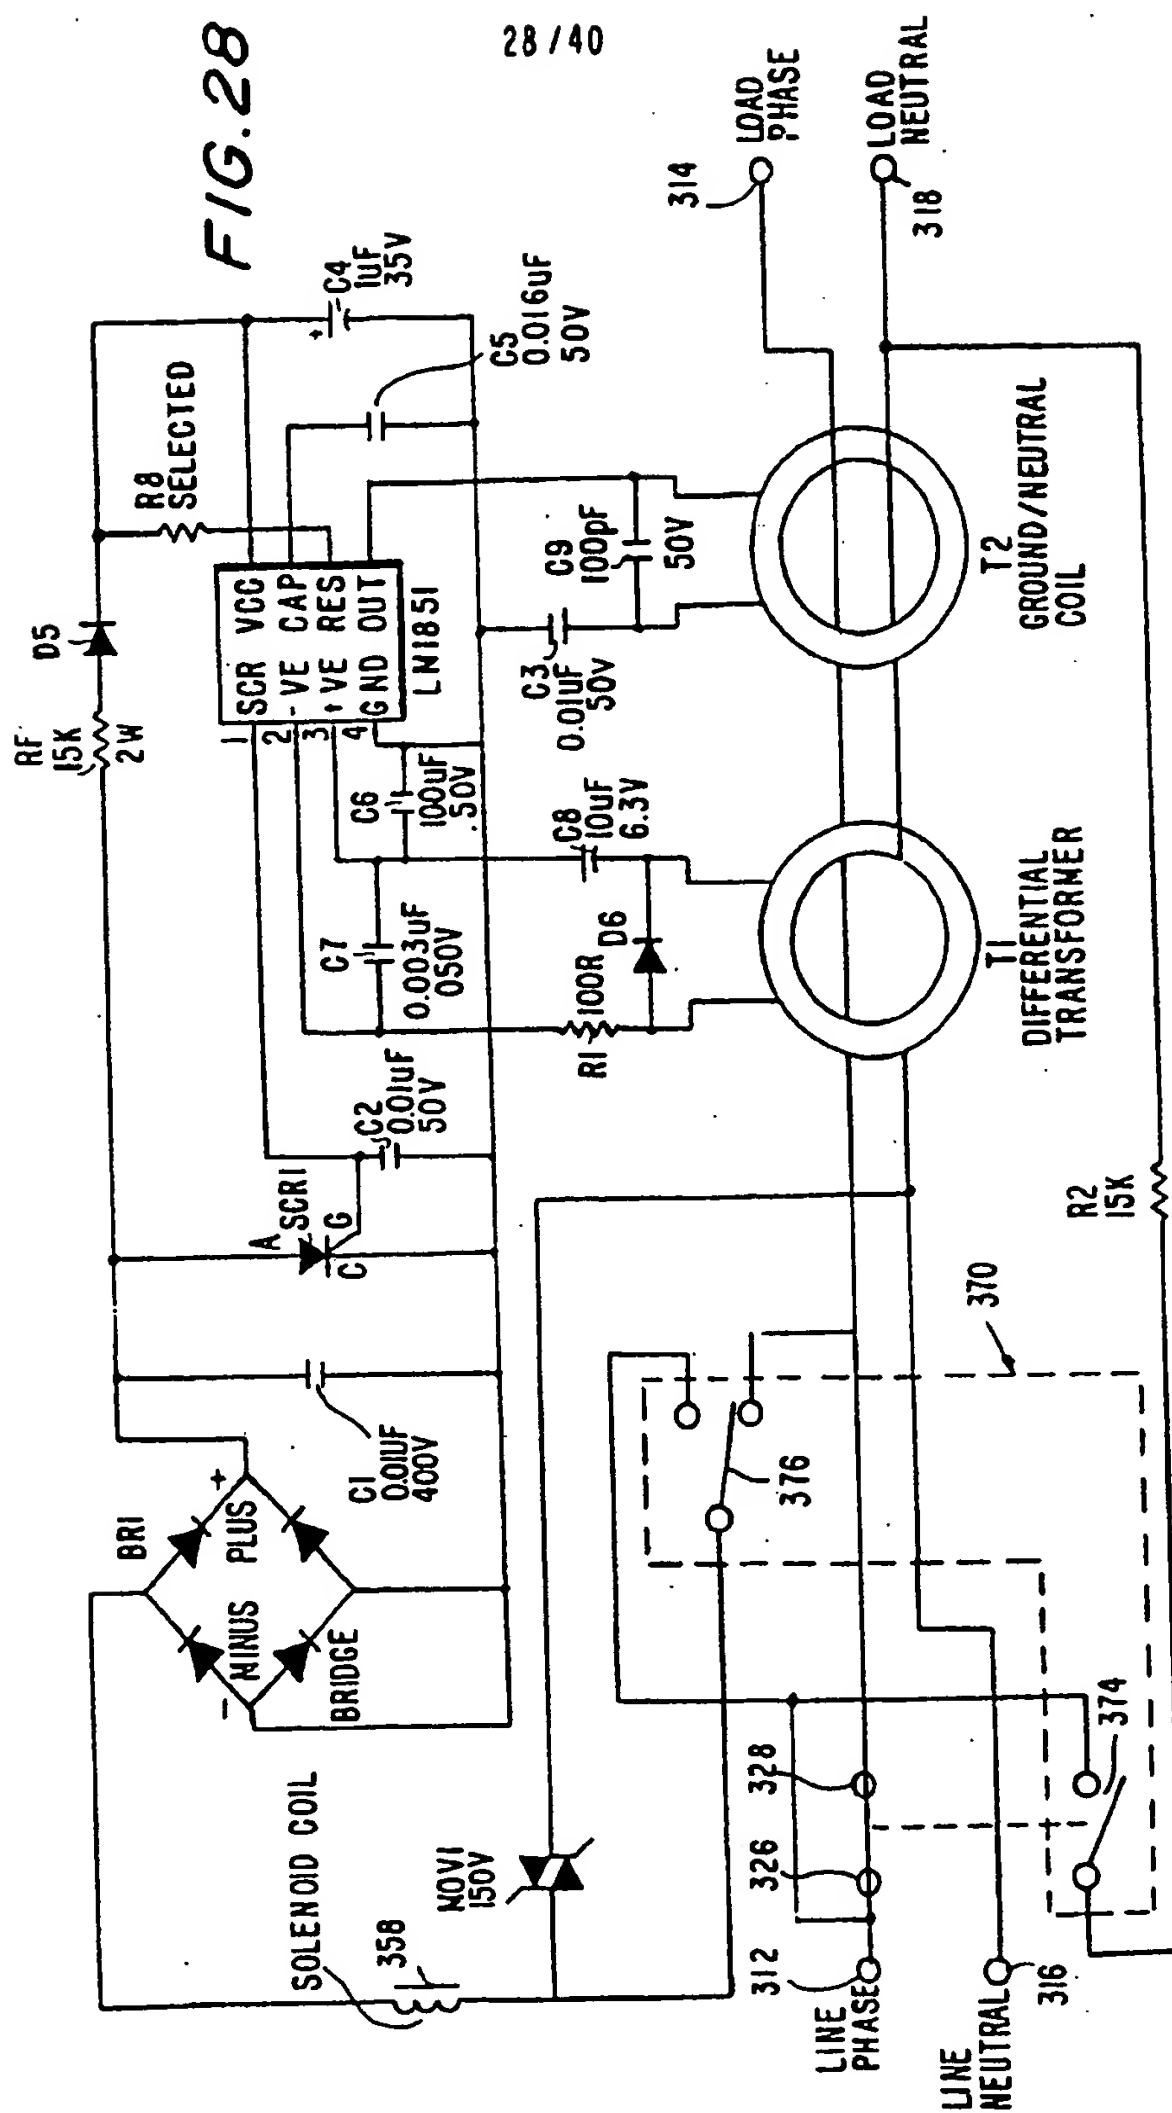 28/40
FIG.28
RF
15K
2W
D5
R8
SELECTED
C4
1uF
35V
+
C5
0.016uF
50V
SCR VCC
-VE CAP
+VE RES
GND OUT
1
2
3
4
LM1851
C6
100uF
.50V
C7
0.003uF
050V
C3
0.01uF
50V
C9
100pF
50V
C8
10uF
6.3V
D6
R1
100R
C2
0.01uF
50V
A
SCR1
G
C
C1
0.01UF
400V
BRI
PLUS
+
MINUS
-
BRIDGE
SOLENOID COIL
358
MOV1
150V
376
370
T1
DIFFERENTIAL
TRANSFORMER
T2
GROUND/NEUTRAL
COIL
314
LOAD
PHASE
LOAD
NEUTRAL
318
LINE
PHASE
312
326
328
LINE
NEUTRAL
316
374
R2
15K